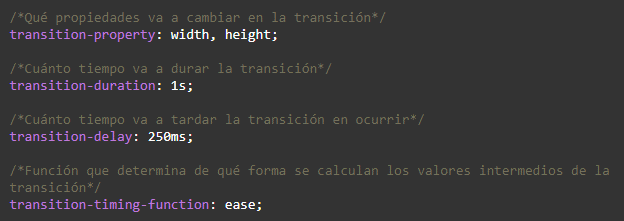 /*Qué propiedades va a cambiar en la transición*/
transition-property: width, height;
/*Cuánto tiempo va a durar la transición*/
transition-duration: 1s;
/*Cuánto tiempo va a tardar la transición en ocurrir*/
transition-delay: 250ms;
/*Función que determina de qué forma se calculan los valores intermedios de la
transición*/
transition-timing-function: ease;